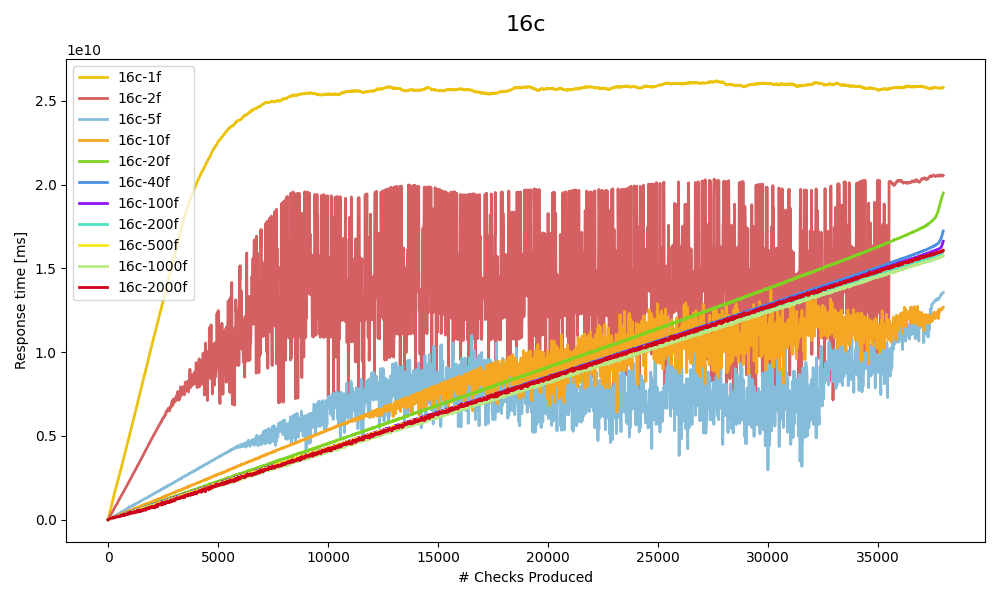 16c
1e10
2.5
2.0
1.5
1.0
0.5
0.0
Response time [ms]
16c-1f
16c-2f
16c-5f
16c-10f
16c-20f
16c-40f
16c-100f
16c-200f
16c-500f
16c-1000f
16c-2000f
0 5000 10000 15000 20000 25000 30000 35000
# Checks Produced